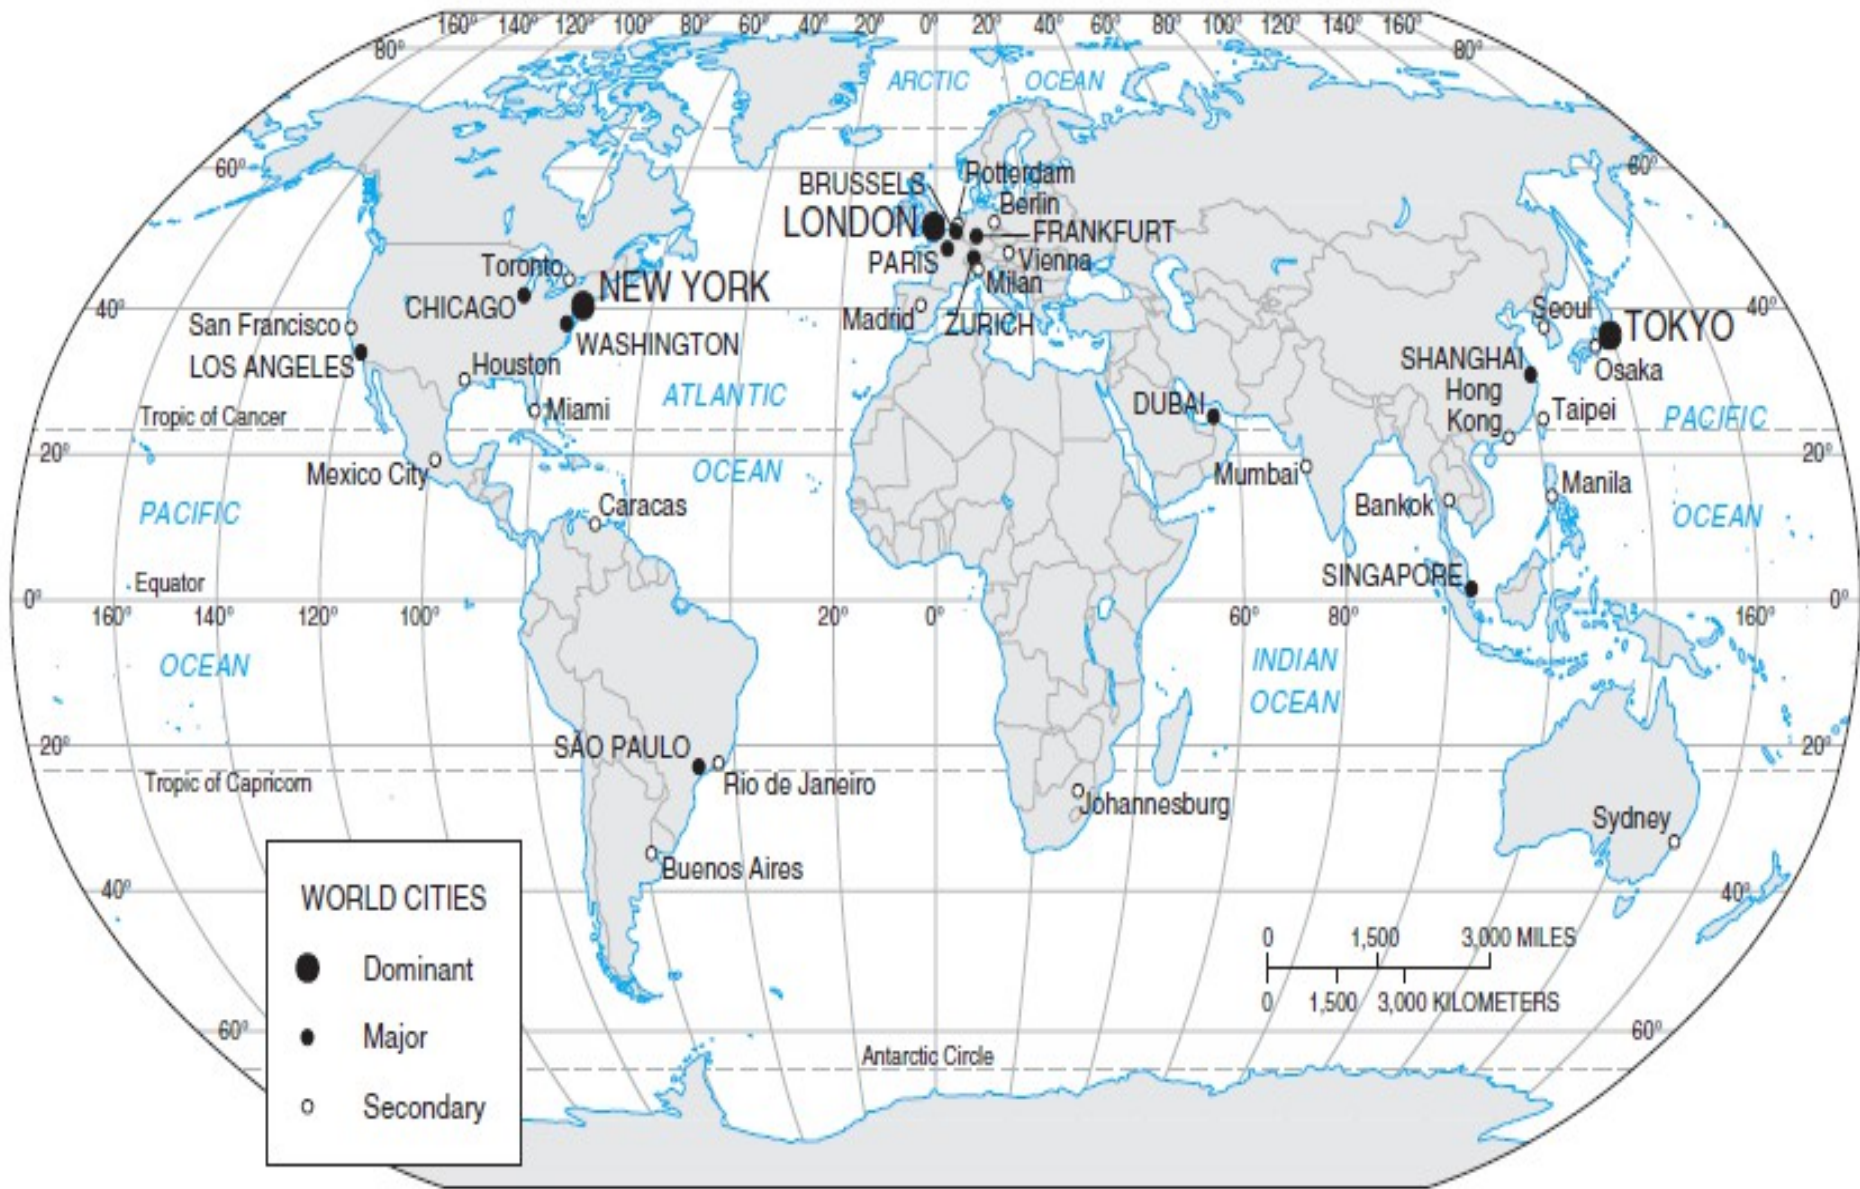 160° 140° 120° 100° 80° 60° 40° 20° 0° 20° 40° 60° 80° 100° 120° 140° 160°
80° 80°
ARCTIC OCEAN
60° 60°
BRUSSELS
Rotterdam
LONDON
Berlin
FRANKFURT
PARIS
Vienna
Milan
Toronto
NEW YORK
CHICAGO
40° 40°
San Francisco
WASHINGTON
LOS ANGELES
Houston
Miami
Madrid
ZURICH
Seoul
TOKYO
SHANGHAI
Osaka
Hong
Kong
Taipei
DUBAI
ATLANTIC
OCEAN
PACIFIC
OCEAN
Tropic of Cancer
20° 20°
Mexico City
Mumbai
Bankok
Manila
Caracas
PACIFIC
OCEAN
SINGAPORE
Equator
0° 0°
160° 140° 120° 100° 20° 0° 60° 80° 160°
INDIAN
OCEAN
20° 20°
SAO PAULO
Rio de Janeiro
Tropic of Capricorn
Johannesburg
Sydney
Buenos Aires
40° 40°
WORLD CITIES
Dominant
Major
Secondary
0 1,500 3,000 MILES
0 1,500 3,000 KILOMETERS
60° 60°
Antarctic Circle